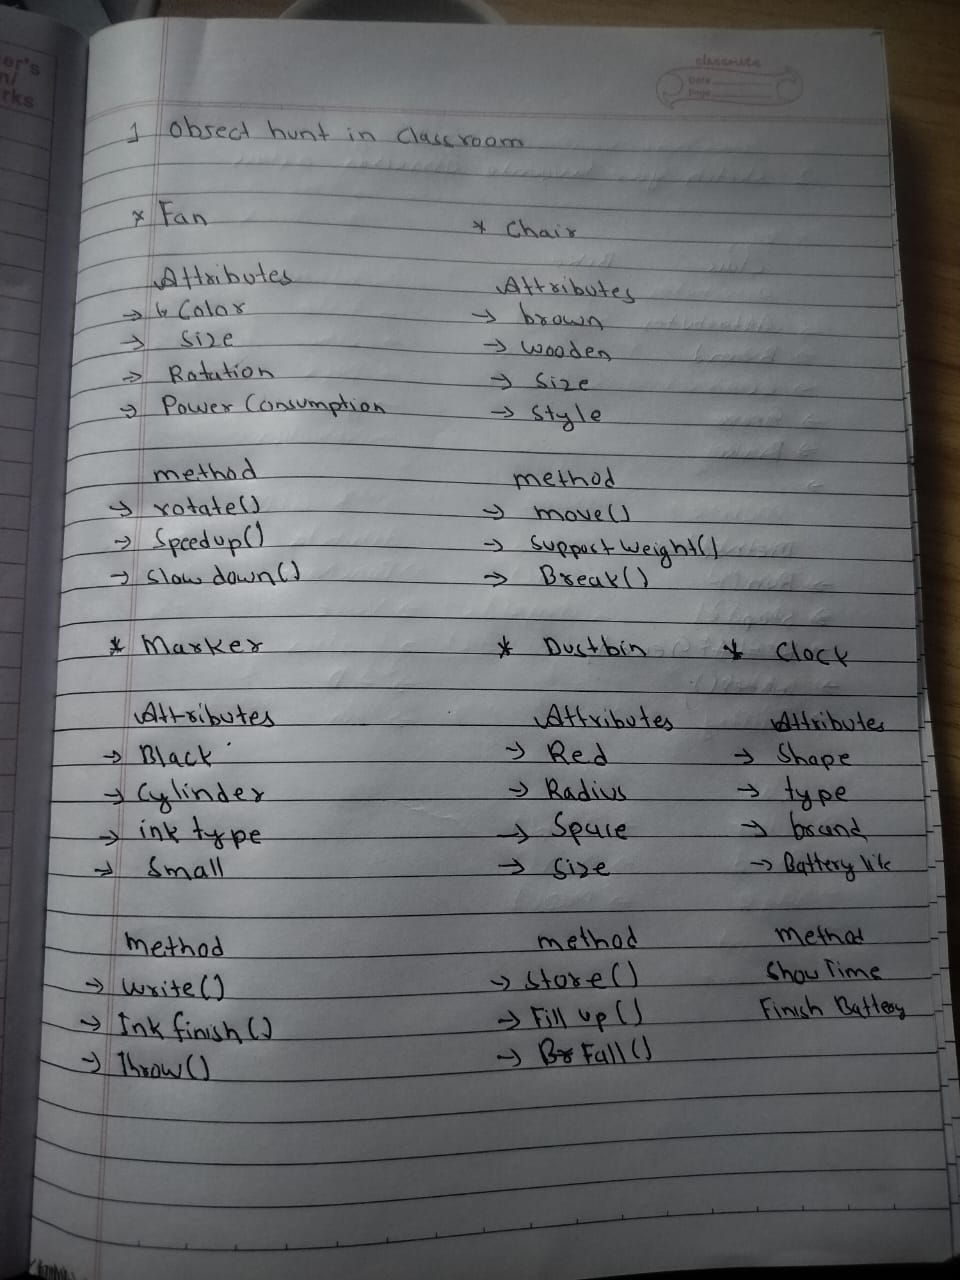 classmate
Date
Page
er's
n/
rks
1 Obsect hunt in Classroom
* Fan
* Chair
Attributes
→ Color
→ Size
→ Rotation
→ Power Consumption
Attributes
→ brown
→ Wooden
→ Size
→ Style
method
→ rotate()
→ Speedup()
→ Slow down()
method
→ move()
→ Support weight()
→ Break()
* Marker
* Dustbin
* Clock
Attributes
→ Black
→ Cylinder
→ ink type
→ Small
Attributes
→ Red
→ Radius
→ Spare
→ Size
Attributes
→ Shape
→ type
→ brand
→ Battery life
method
→ Write()
→ Ink finish()
→ Throw()
method
→ Store()
→ Fill up()
→ Fall()
Method
Show Time
Finish Battery